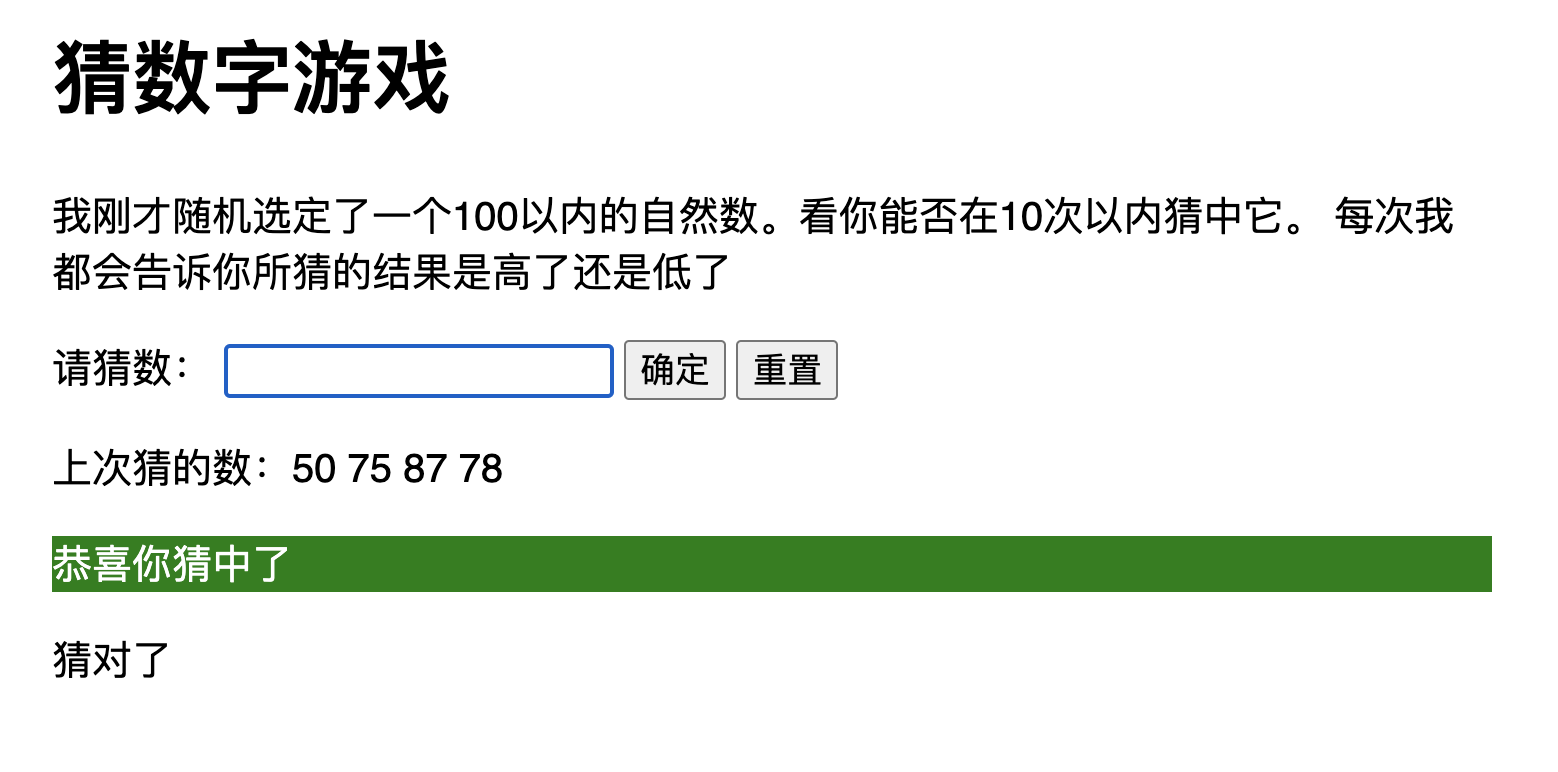 猜数字游戏
我刚才随机选定了一个100以内的自然数。看你能否在10次以内猜中它。 每次我
都会告诉你所猜的结果是高了还是低了
请猜数： 确定 重置
上次猜的数：50 75 87 78
恭喜你猜中了
猜对了